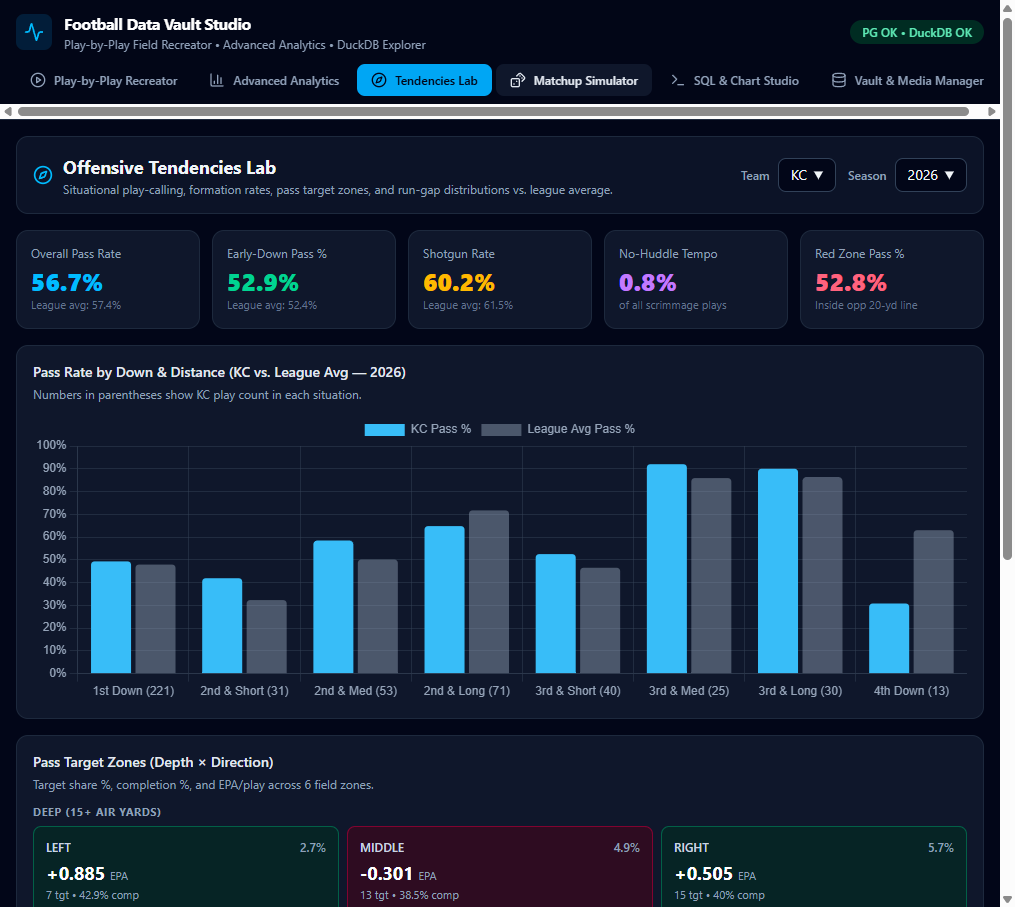 Football Data Vault Studio
Play-by-Play Field Recreator • Advanced Analytics • DuckDB Explorer
PG OK • DuckDB OK
Play-by-Play Recreator
Advanced Analytics
Tendencies Lab
Matchup Simulator
SQL & Chart Studio
Vault & Media Manager
Offensive Tendencies Lab
Situational play-calling, formation rates, pass target zones, and run-gap distributions vs. league average.
Team
KC ▼
Season
2026 ▼
Overall Pass Rate
56.7%
League avg: 57.4%
Early-Down Pass %
52.9%
League avg: 52.4%
Shotgun Rate
60.2%
League avg: 61.5%
No-Huddle Tempo
0.8%
of all scrimmage plays
Red Zone Pass %
52.8%
Inside opp 20-yd line
Pass Rate by Down & Distance (KC vs. League Avg — 2026)
Numbers in parentheses show KC play count in each situation.
KC Pass %
League Avg Pass %
100%
90%
80%
70%
60%
50%
40%
30%
20%
10%
0%
1st Down (221)
2nd & Short (31)
2nd & Med (53)
2nd & Long (71)
3rd & Short (40)
3rd & Med (25)
3rd & Long (30)
4th Down (13)
Pass Target Zones (Depth × Direction)
Target share %, completion %, and EPA/play across 6 field zones.
DEEP (15+ AIR YARDS)
LEFT
2.7%
+0.885 EPA
7 tgt • 42.9% comp
MIDDLE
4.9%
-0.301 EPA
13 tgt • 38.5% comp
RIGHT
5.7%
+0.505 EPA
15 tgt • 40% comp